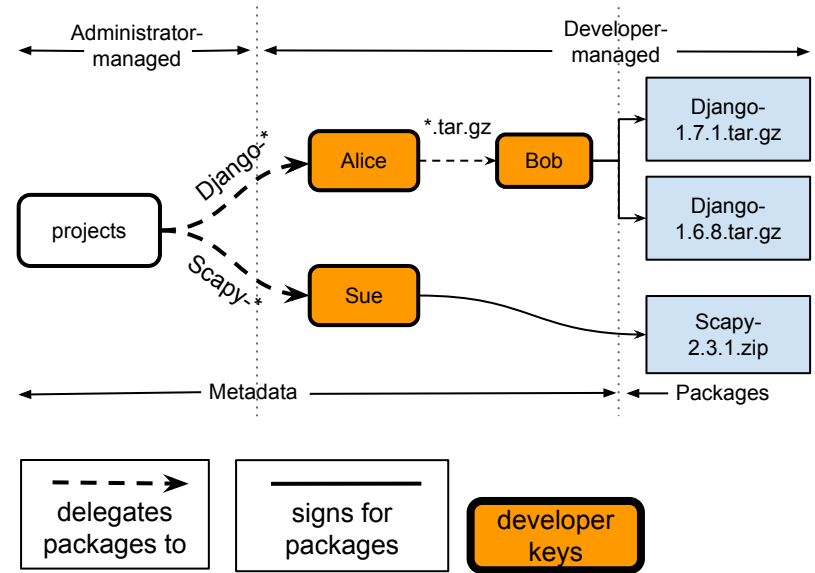 Administrator-
managed
Developer-
managed
Django-*
Scapy-*
*.tar.gz
projects
Alice
Bob
Sue
Django-
1.7.1.tar.gz
Django-
1.6.8.tar.gz
Scapy-
2.3.1.zip
Metadata
Packages
delegates
packages to
signs for
packages
developer
keys